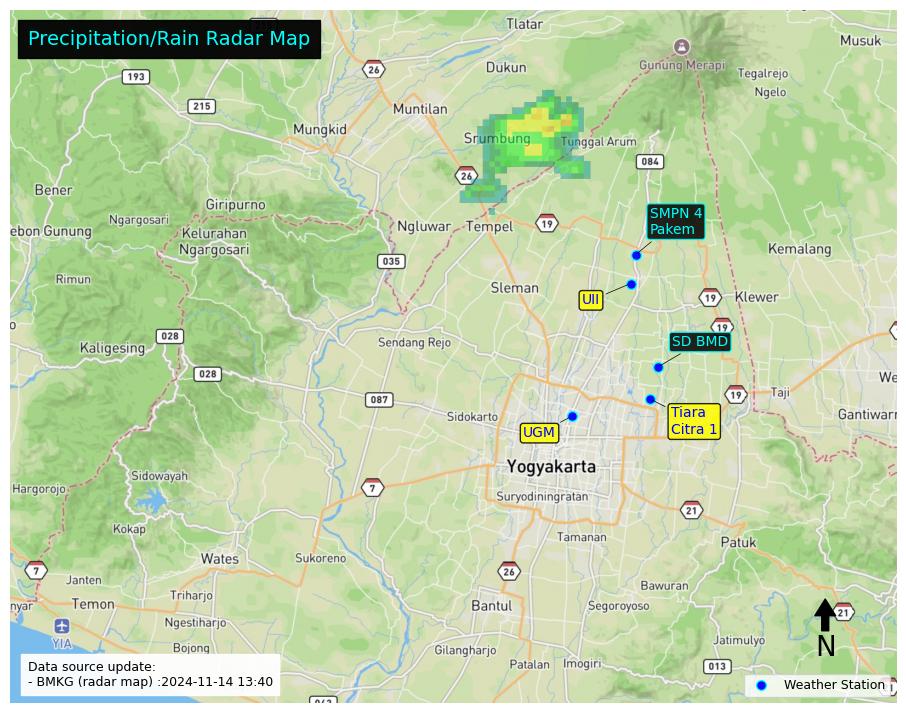 Precipitation/Rain Radar Map
Tlatar
Musuk
26
Dukun
Gunung Merapi
193
Tegalrejo
Ngelo
215
Muntilan
Mungkid
Srumbung
Tunggal Arum
084
26
Bener
Giripurno
SMPN 4
Pakem
Ngargosari
ebon Gunung
Kelurahan
Ngargosari
Ngluwar
Tempel
19
Kemalang
035
Rimun
Sleman
UII
19
Klewer
19
028
Kaligesing
Sendang Rejo
SD BMD
028
We
087
19
Taji
Sidokarto
Tiara
Citra 1
Gantiwarn
UGM
Yogyakarta
Sidowayah
Hargorojo
7
Suryodiningratan
21
Kokap
Tamanan
Patuk
Wates
Sukoreno
7
26
Janten
Bawuran
nyar
Temon
Triharjo
Bantul
Segoroyoso
21
Ngestiharjo
N
YIA
Jatimulyo
Bojong
Gilangharjo
Patalan
Imogiri
013
Data source update:
- BMKG (radar map) :2024-11-14 13:40
Weather Station